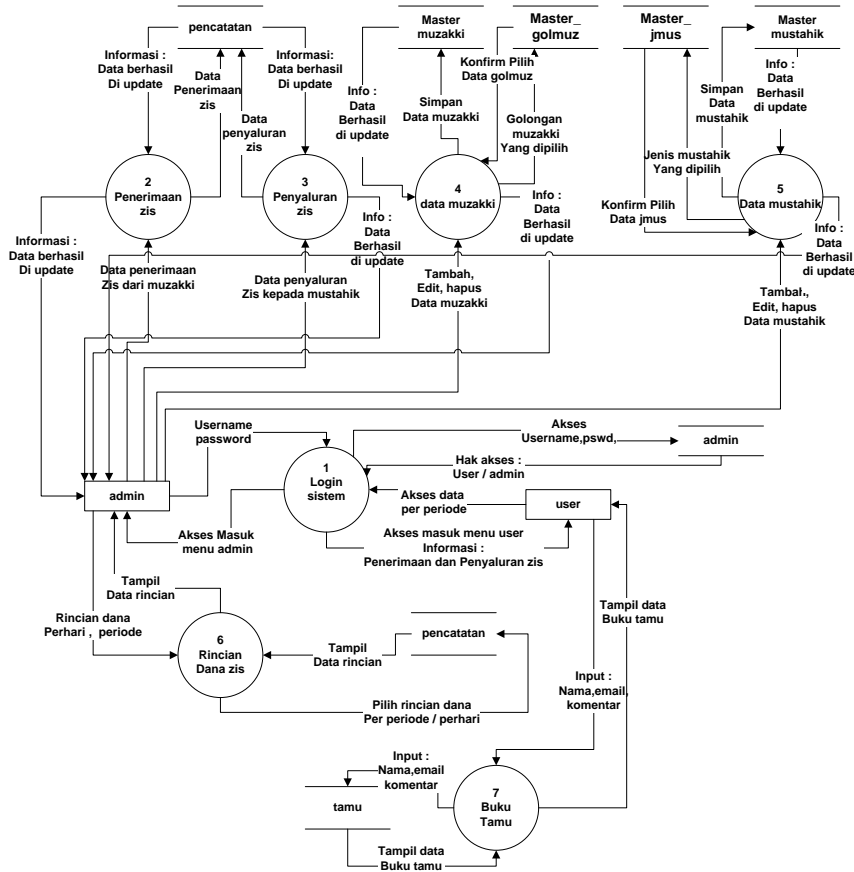 pencatatan
Master
muzakki
Master_
golmuz
Master_
jmus
Master
mustahik
Informasi :
Data berhasil
Di update
Data
Penerimaan
zis
Informasi:
Data berhasil
Di update
Data
penyaluran
zis
Info :
Data
Berhasil
di update
Simpan
Data muzakki
Konfirm Pilih
Data golmuz
Golongan
muzakki
Yang dipilih
Simpan
Data
mustahik
Info :
Data
Berhasil
di update
Jenis mustahik
Yang dipilih
Konfirm Pilih
Data jmus
2
Penerimaan
zis
3
Penyaluran
zis
4
data muzakki
5
Data mustahik
Informasi :
Data berhasil
Di update
Data penerimaan
Zis dari muzakki
Data penyaluran
Zis kepada mustahik
Info :
Data
Berhasil
di update
Tambah,
Edit, hapus
Data muzakki
Info :
Data
Berhasil
di update
Info :
Data
Berhasil
di update
Tambah,
Edit, hapus
Data mustahik
Username
password
Akses
Username,pswd,
admin
Hak akses :
User / admin
1
Login
sistem
admin
Akses data
per periode
user
Akses Masuk
menu admin
Akses masuk menu user
Informasi :
Penerimaan dan Penyaluran zis
Tampil
Data rincian
Rincian dana
Perhari , periode
6
Rincian
Dana zis
Tampil
Data rincian
pencatatan
Tampil data
Buku tamu
Pilih rincian dana
Per periode / perhari
Input :
Nama,email,
komentar
Input :
Nama,email
komentar
tamu
7
Buku
Tamu
Tampil data
Buku tamu